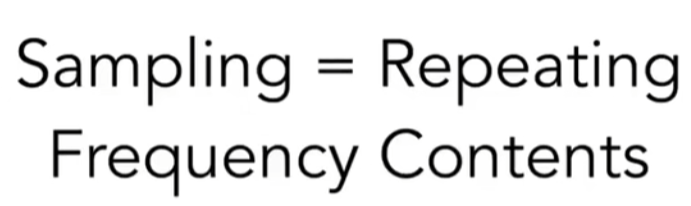 Sampling = Repeating
Frequency Contents